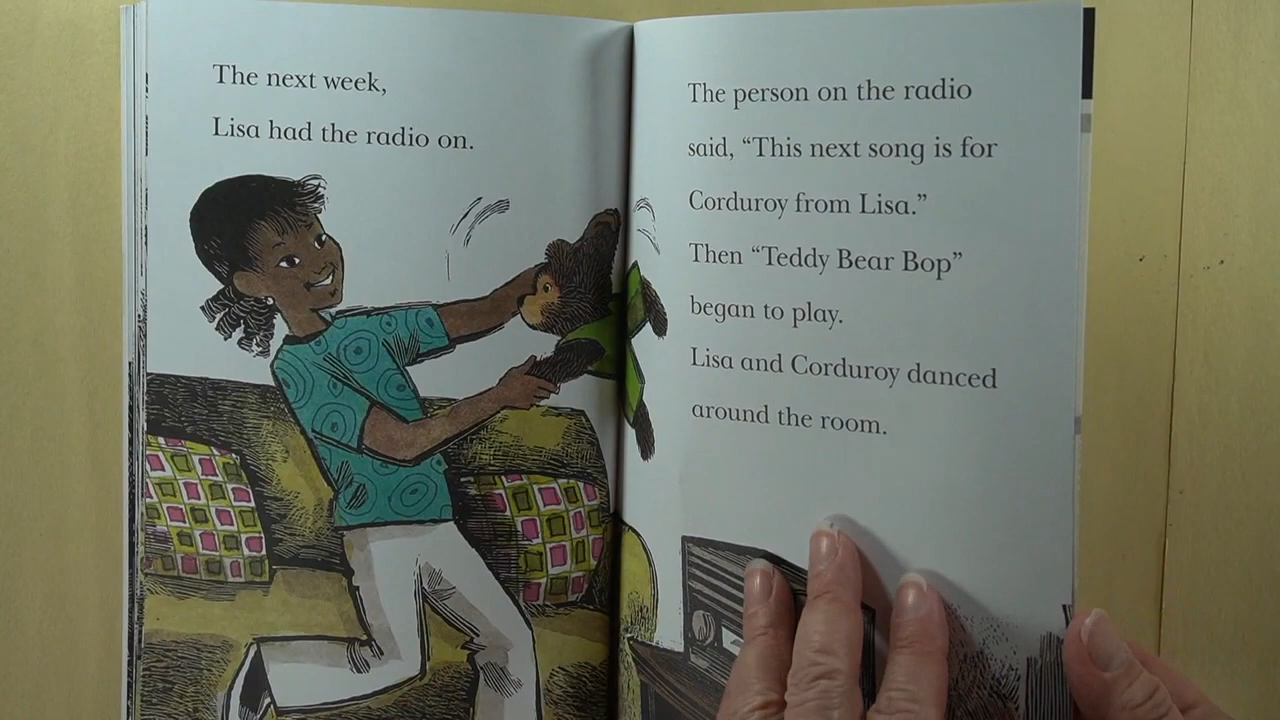 The next week,
Lisa had the radio on.
The person on the radio
said, “This next song is for
Corduroy from Lisa.”
Then “Teddy Bear Bop”
began to play.
Lisa and Corduroy danced
around the room.